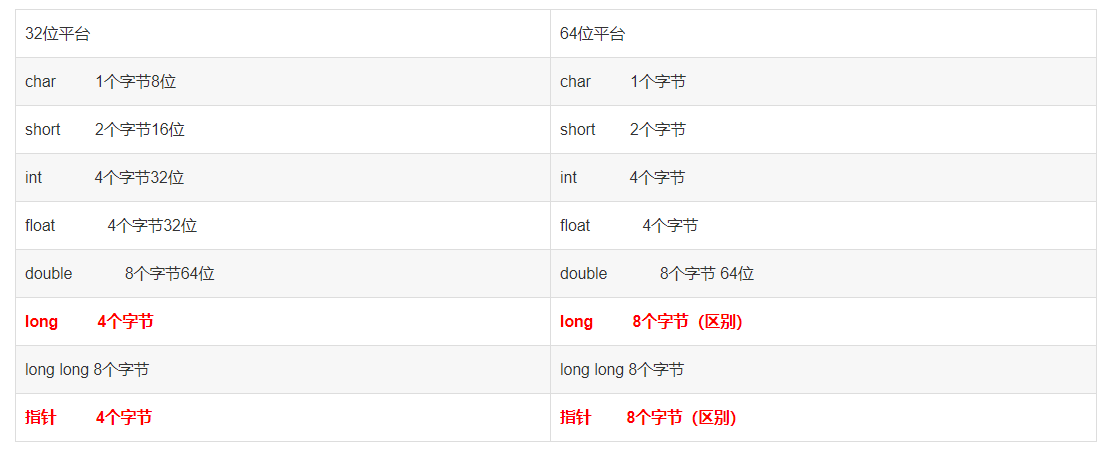 32位平台 64位平台
char 1个字节8位 char 1个字节
short 2个字节16位 short 2个字节
int 4个字节32位 int 4个字节
float 4个字节32位 float 4个字节
double 8个字节64位 double 8个字节 64位
long 4个字节 long 8个字节（区别）
long long 8个字节 long long 8个字节
指针 4个字节 指针 8个字节（区别）